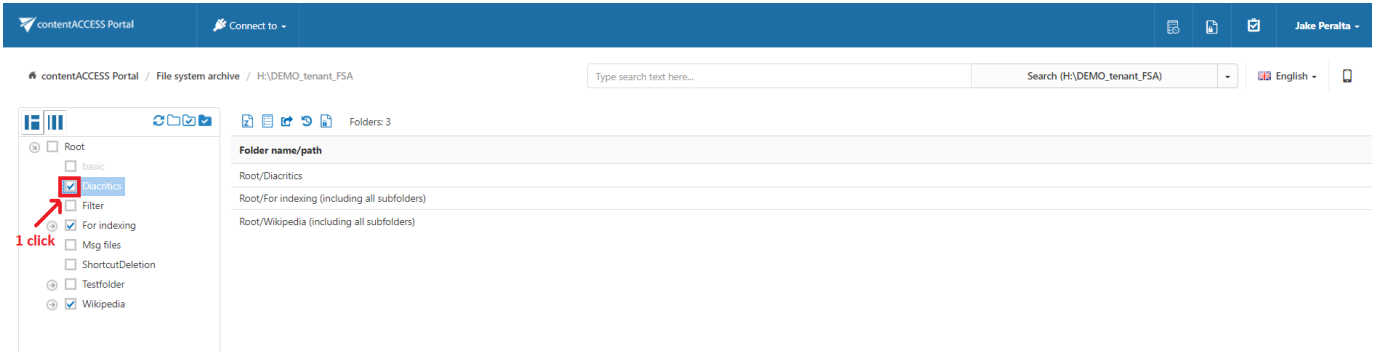 contentACCESS Portal
Connect to
Jake Peralta
contentACCESS Portal / File system archive / H:\DEMO_tenant_FSA
Type search text here...
Search (H:\DEMO_tenant_FSA)
English
Folders: 3
Root
basic
Diacritics
Filter
For indexing
1 click
Msg files
ShortcutDeletion
Testfolder
Wikipedia
Folder name/path
Root/Diacritics
Root/For indexing (including all subfolders)
Root/Wikipedia (including all subfolders)